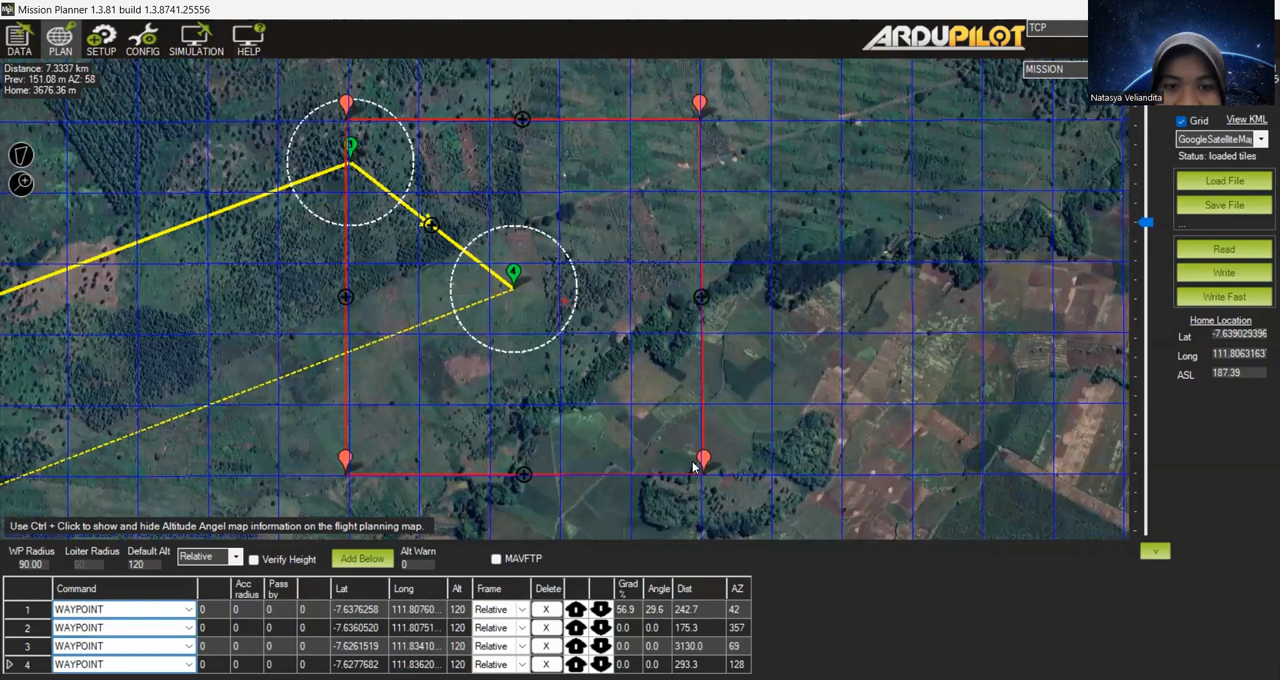 Mission Planner 1.3.81 build 1.3.8741.25556
DATA PLAN SETUP CONFIG SIMULATION HELP
ARDUPILOT
TCP
Distance: 7.3337 km
Prev: 151.08 m AZ: 58
Home: 3676.36 m
MISSION
Natasya Veliandita
Grid View KML
GoogleSatelliteMa
Status: loaded tiles
Load File
Save File
...
Read
Write
Write Fast
Home Location
Lat -7.639029396
Long 111.8063163
ASL 187.39
4
Use Ctrl + Click to show and hide Altitude Angel map information on the flight planning map.
WP Radius Loiter Radius Default Alt Alt Warn
90.00 60 120 Relative Verify Height Add Below 0 MAVFTP
v
Command Acc radius Pass by Lat Long Alt Frame Delete Grad % Angle Dist AZ
1 WAYPOINT 0 0 0 0 -7.6376258 111.80760... 120 Relative X 56.9 29.6 242.7 42
2 WAYPOINT 0 0 0 0 -7.6360520 111.80751... 120 Relative X 0.0 0.0 175.3 357
3 WAYPOINT 0 0 0 0 -7.6261519 111.83410... 120 Relative X 0.0 0.0 3130.0 69
4 WAYPOINT 0 0 0 0 -7.6277682 111.83620... 120 Relative X 0.0 0.0 293.3 128